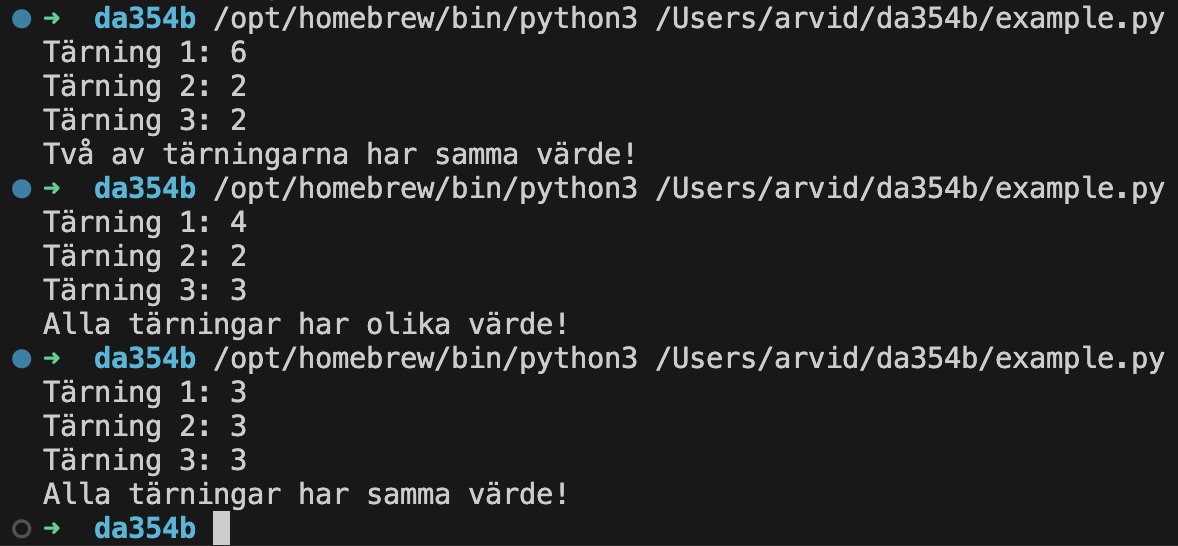 ➜ da354b /opt/homebrew/bin/python3 /Users/arvid/da354b/example.py
Tärning 1: 6
Tärning 2: 2
Tärning 3: 2
Två av tärningarna har samma värde!
➜ da354b /opt/homebrew/bin/python3 /Users/arvid/da354b/example.py
Tärning 1: 4
Tärning 2: 2
Tärning 3: 3
Alla tärningar har olika värde!
➜ da354b /opt/homebrew/bin/python3 /Users/arvid/da354b/example.py
Tärning 1: 3
Tärning 2: 3
Tärning 3: 3
Alla tärningar har samma värde!
➜ da354b